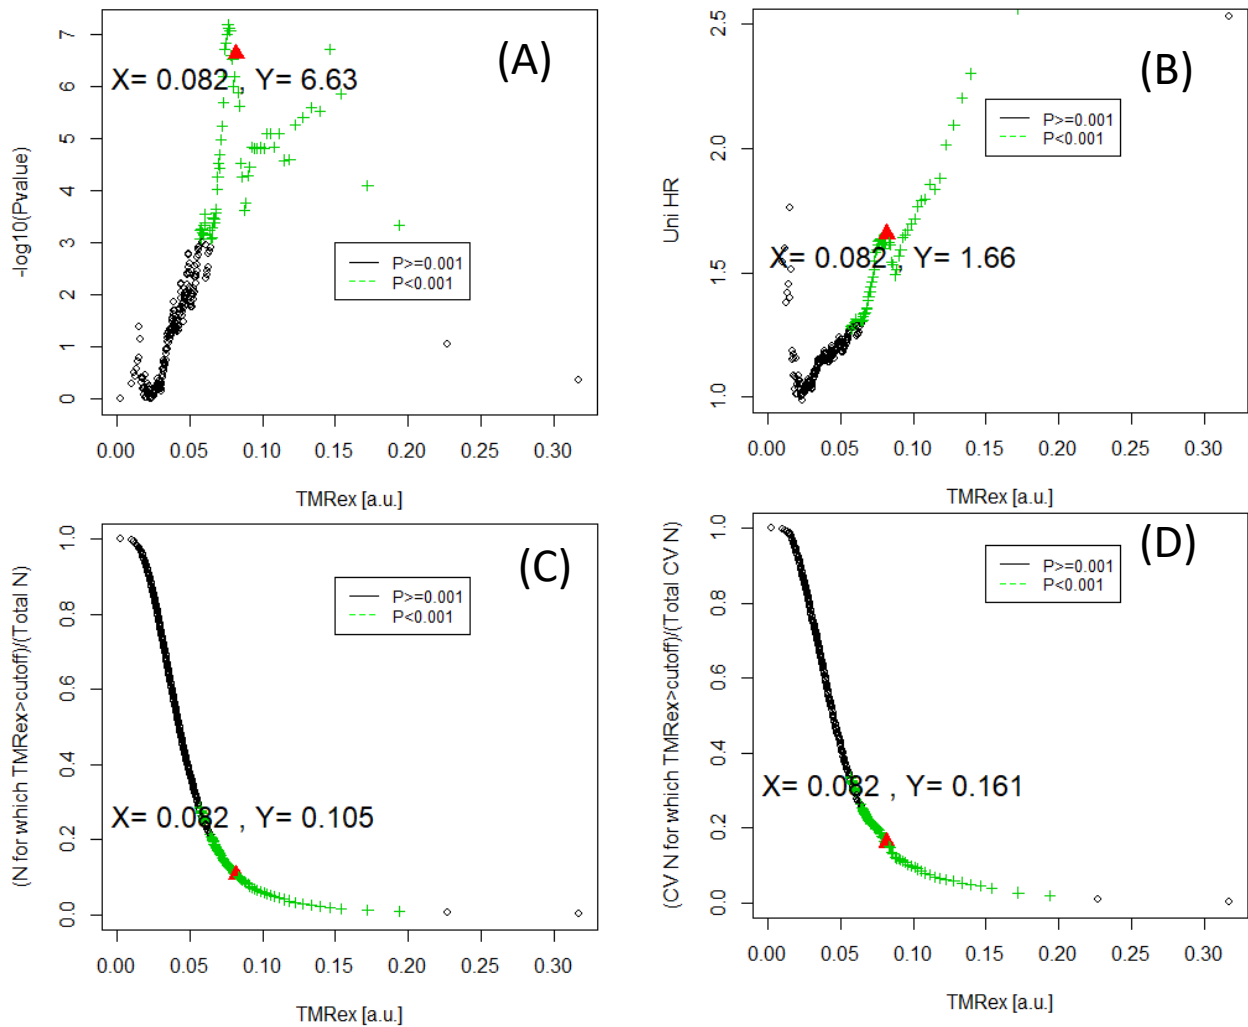 (A)
-log10(Pvalue)
7
6
5
4
3
2
1
0
X= 0.082 , Y= 6.63
P>=0.001
P<0.001
0.00 0.05 0.10 0.15 0.20 0.25 0.30
TMRex [a.u.]
(B)
Uni HR
2.5
2.0
1.5
1.0
P>=0.001
P<0.001
X= 0.082 , Y= 1.66
0.00 0.05 0.10 0.15 0.20 0.25 0.30
TMRex [a.u.]
(C)
(N for which TMRex>cutoff)/(Total N)
1.0
0.8
0.6
0.4
0.2
0.0
P>=0.001
P<0.001
X= 0.082 , Y= 0.105
0.00 0.05 0.10 0.15 0.20 0.25 0.30
TMRex [a.u.]
(D)
(CV N for which TMRex>cutoff)/(Total CV N)
1.0
0.8
0.6
0.4
0.2
0.0
P>=0.001
P<0.001
X= 0.082 , Y= 0.161
0.00 0.05 0.10 0.15 0.20 0.25 0.30
TMRex [a.u.]